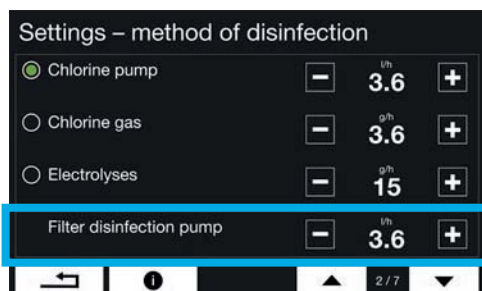 Settings – method of disinfection
Chlorine pump
l/h
− 3.6 +
Chlorine gas
g/h
− 3.6 +
Electrolyses
g/h
− 15 +
Filter disinfection pump
l/h
− 3.6 +
i
2/7